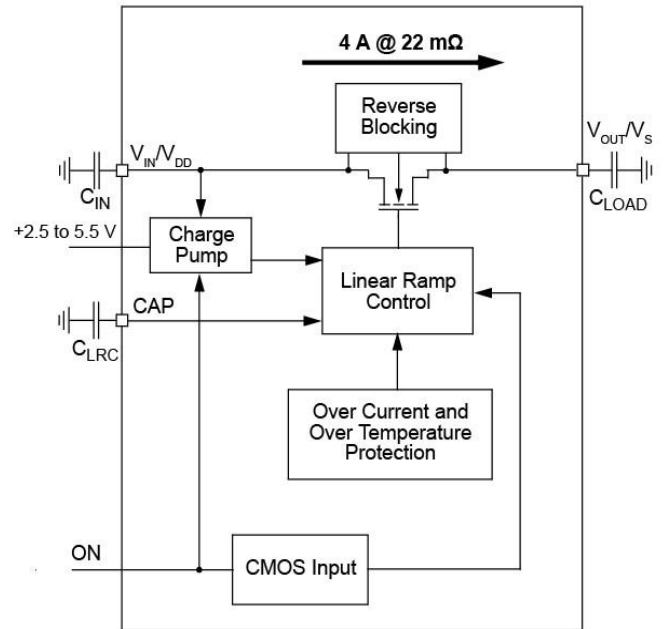 4 A @ 22 mΩ
Reverse
Blocking
V_IN/V_DD
V_OUT/V_S
C_IN
C_LOAD
+2.5 to 5.5 V
Charge
Pump
Linear Ramp
Control
CAP
C_LRC
Over Current and
Over Temperature
Protection
ON
CMOS Input